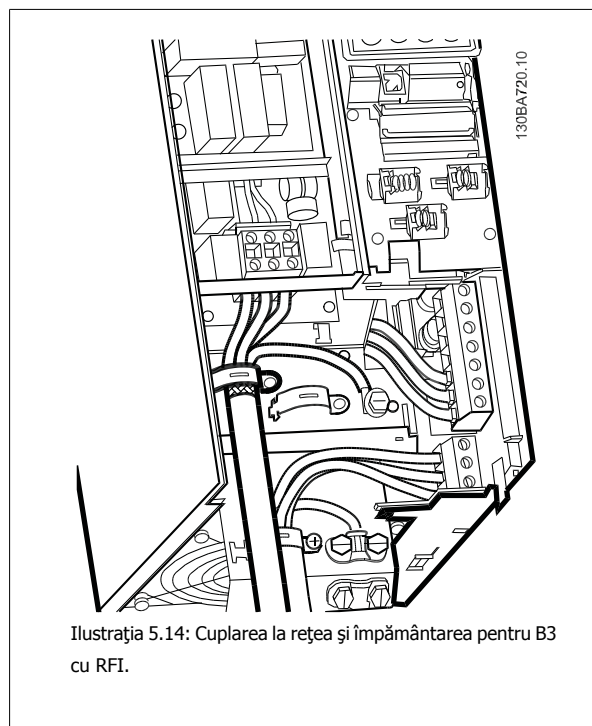 130BA720.10
Ilustraţia 5.14: Cuplarea la reţea şi împământarea pentru B3
cu RFI.